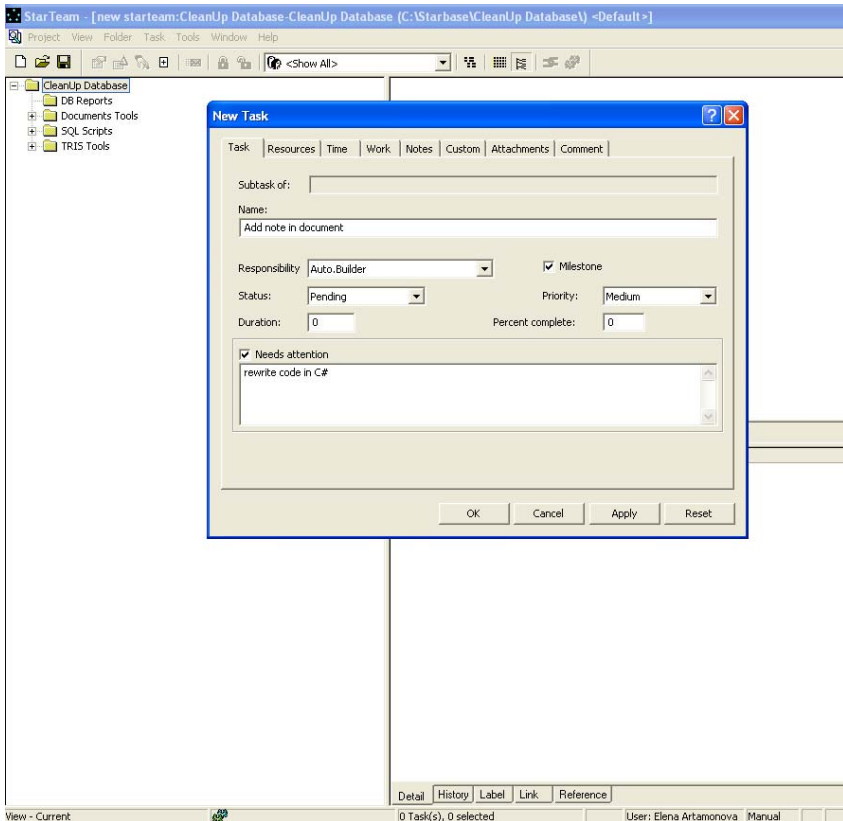 StarTeam - [new starteam:CleanUp Database-CleanUp Database (C:\Starbase\CleanUp Database\) <Default>]
Project View Folder Task Tools Window Help
<Show All>
CleanUp Database
DB Reports
Documents Tools
SQL Scripts
TRIS Tools
New Task
Task Resources Time Work Notes Custom Attachments Comment
Subtask of:
Name:
Add note in document
Responsibility Auto.Builder Milestone
Status: Pending Priority: Medium
Duration: 0 Percent complete: 0
Needs attention
rewrite code in C#
OK Cancel Apply Reset
Detail History Label Link Reference
View - Current 0 Task(s), 0 selected User: Elena Artamonova Manual